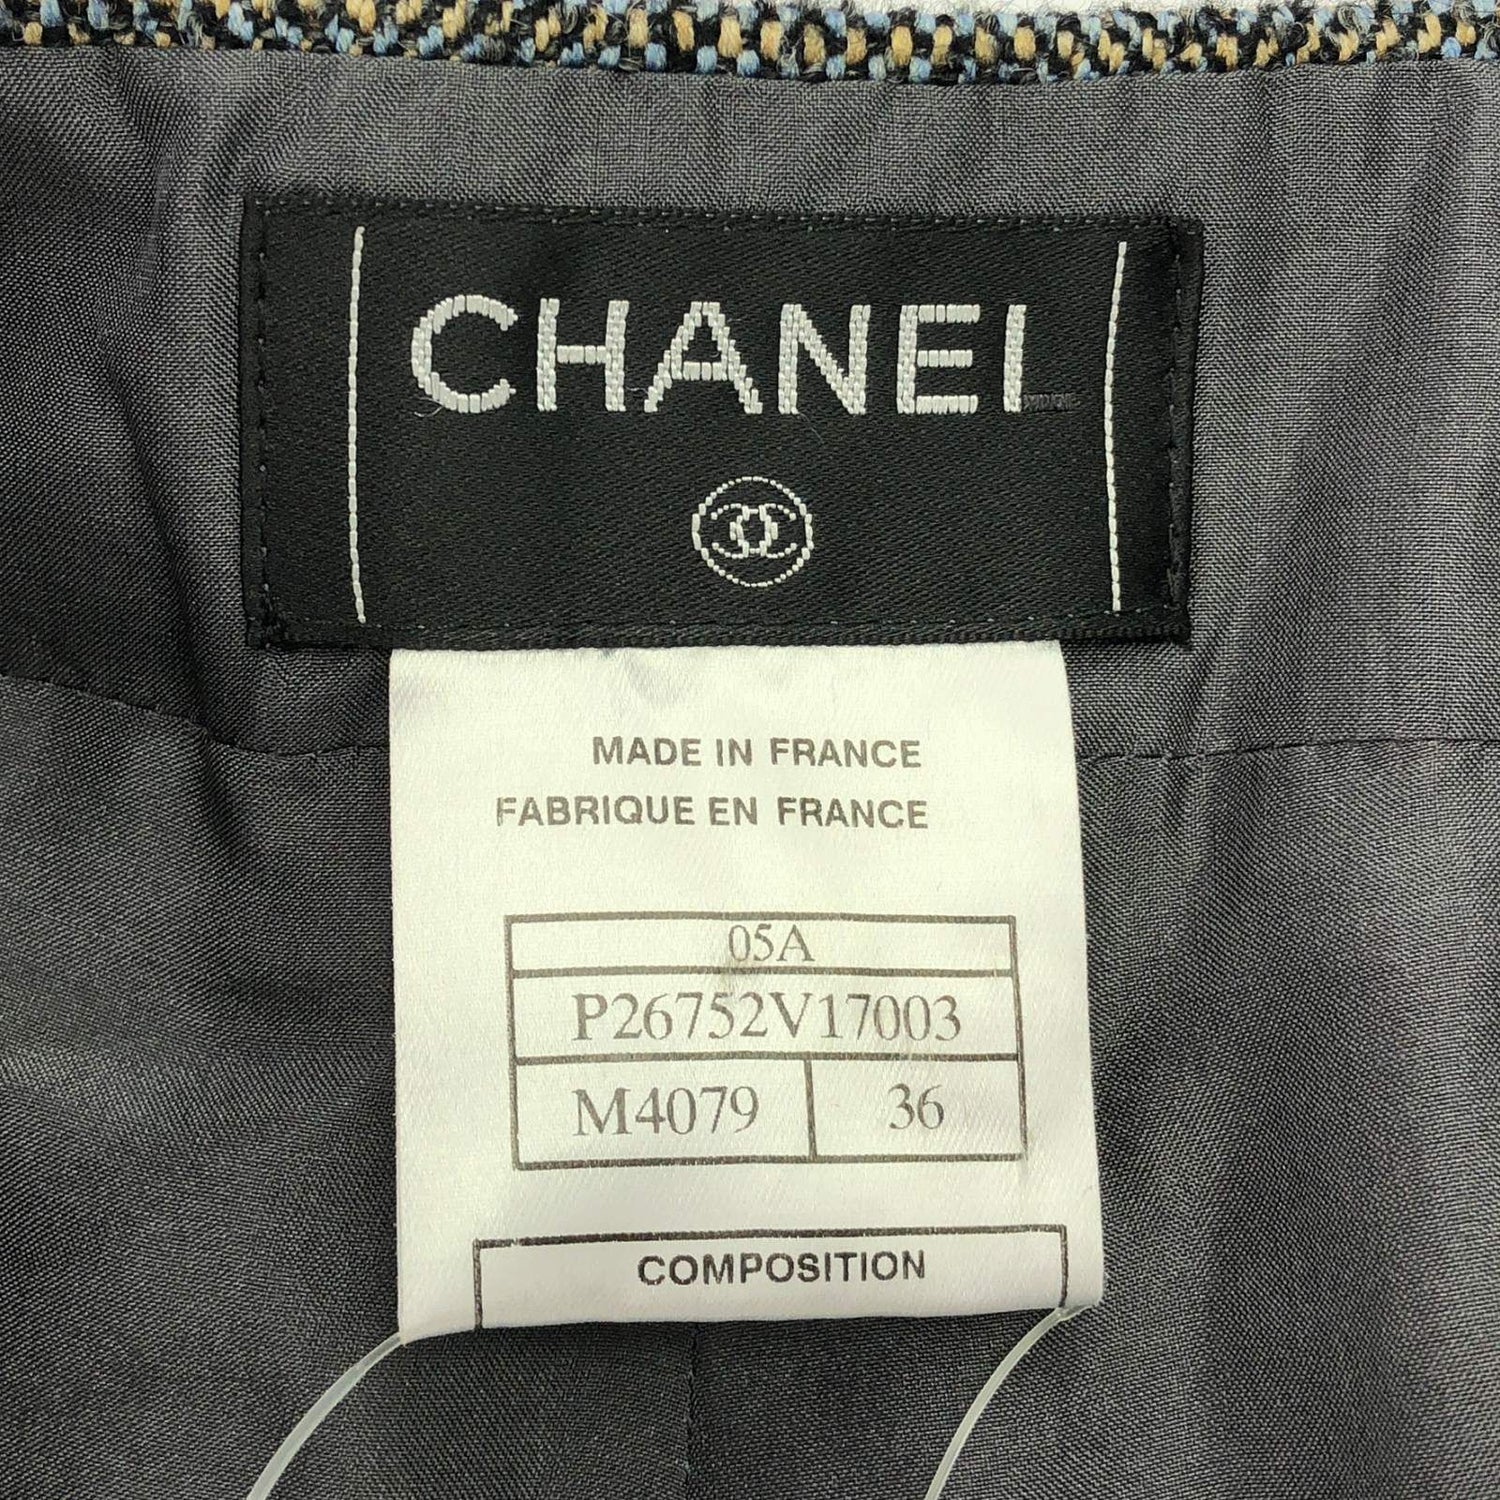 CHANEL
MADE IN FRANCE
FABRIQUE EN FRANCE
05A
P26752V17003
M4079 36
COMPOSITION